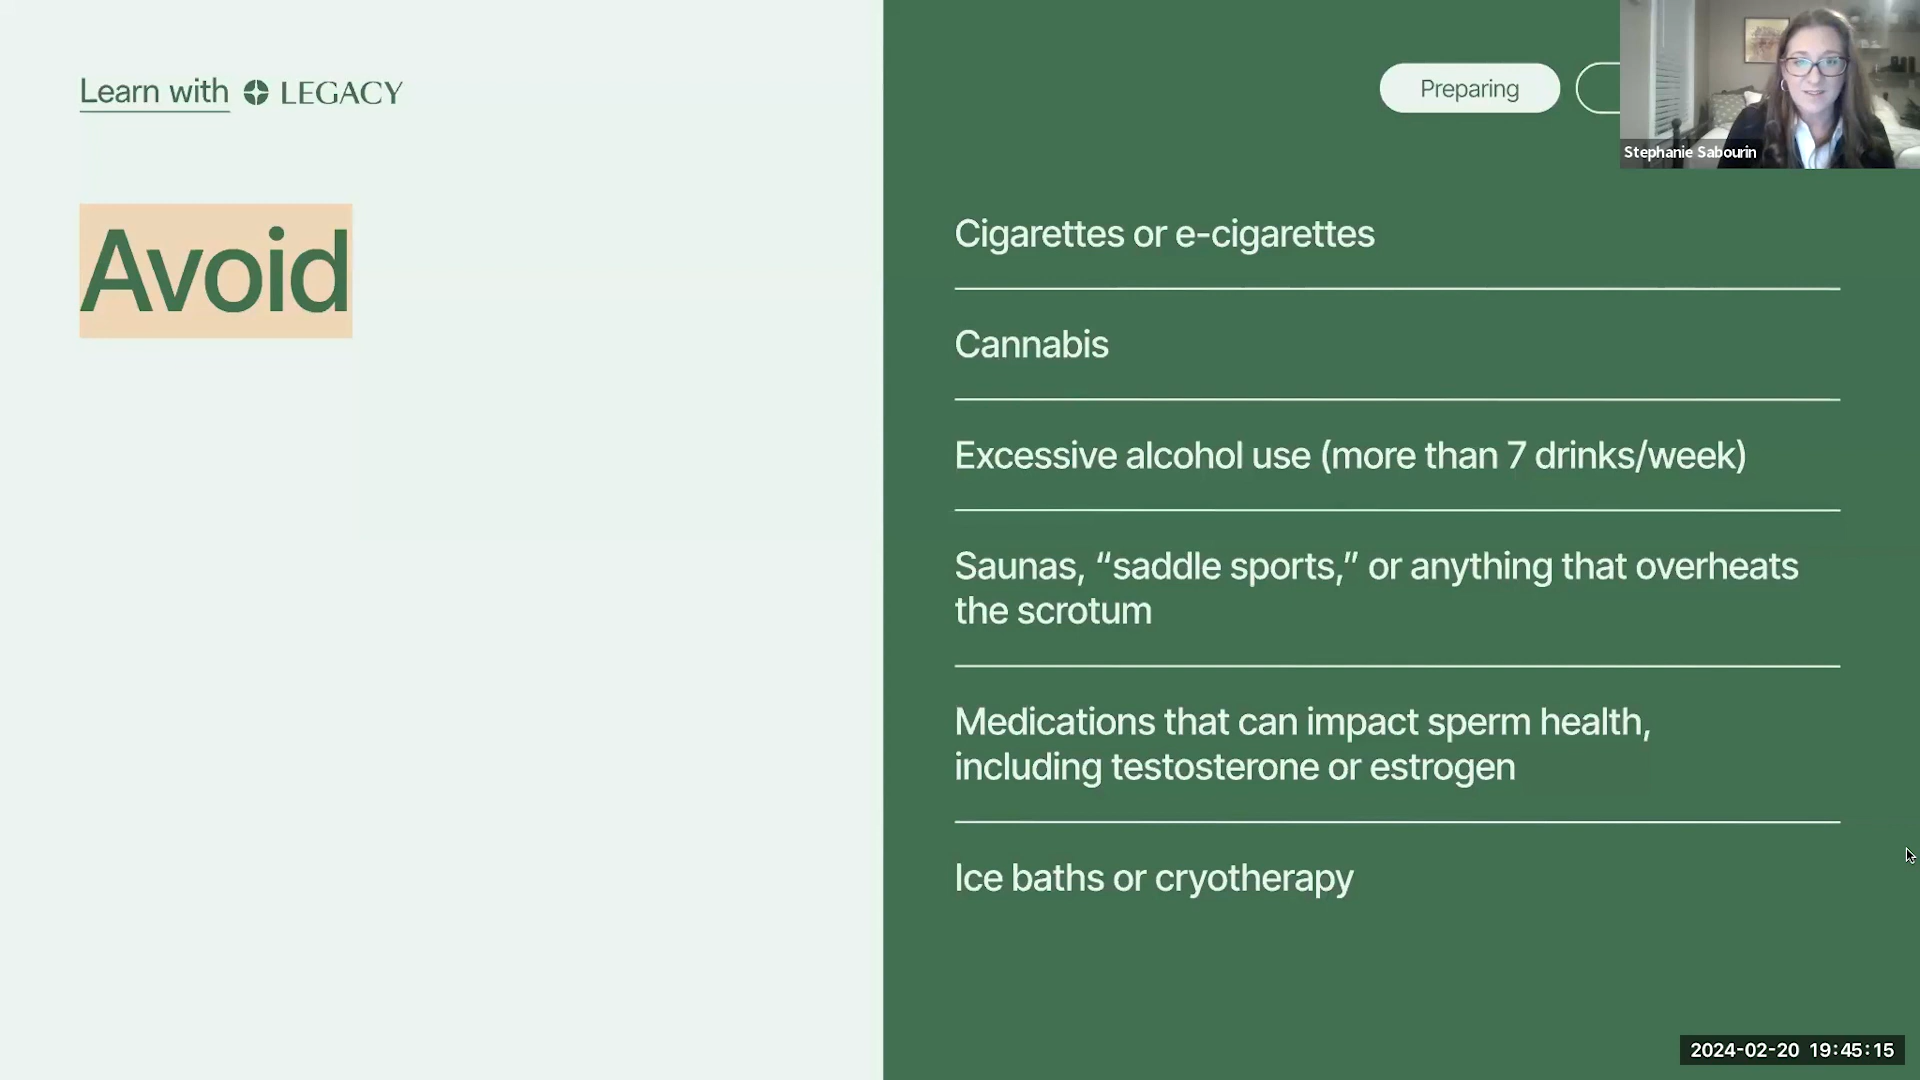 Learn with LEGACY
Preparing
Stephanie Sabourin
Avoid
Cigarettes or e-cigarettes
Cannabis
Excessive alcohol use (more than 7 drinks/week)
Saunas, “saddle sports,” or anything that overheats
the scrotum
Medications that can impact sperm health,
including testosterone or estrogen
Ice baths or cryotherapy
2024-02-20 19:45:15